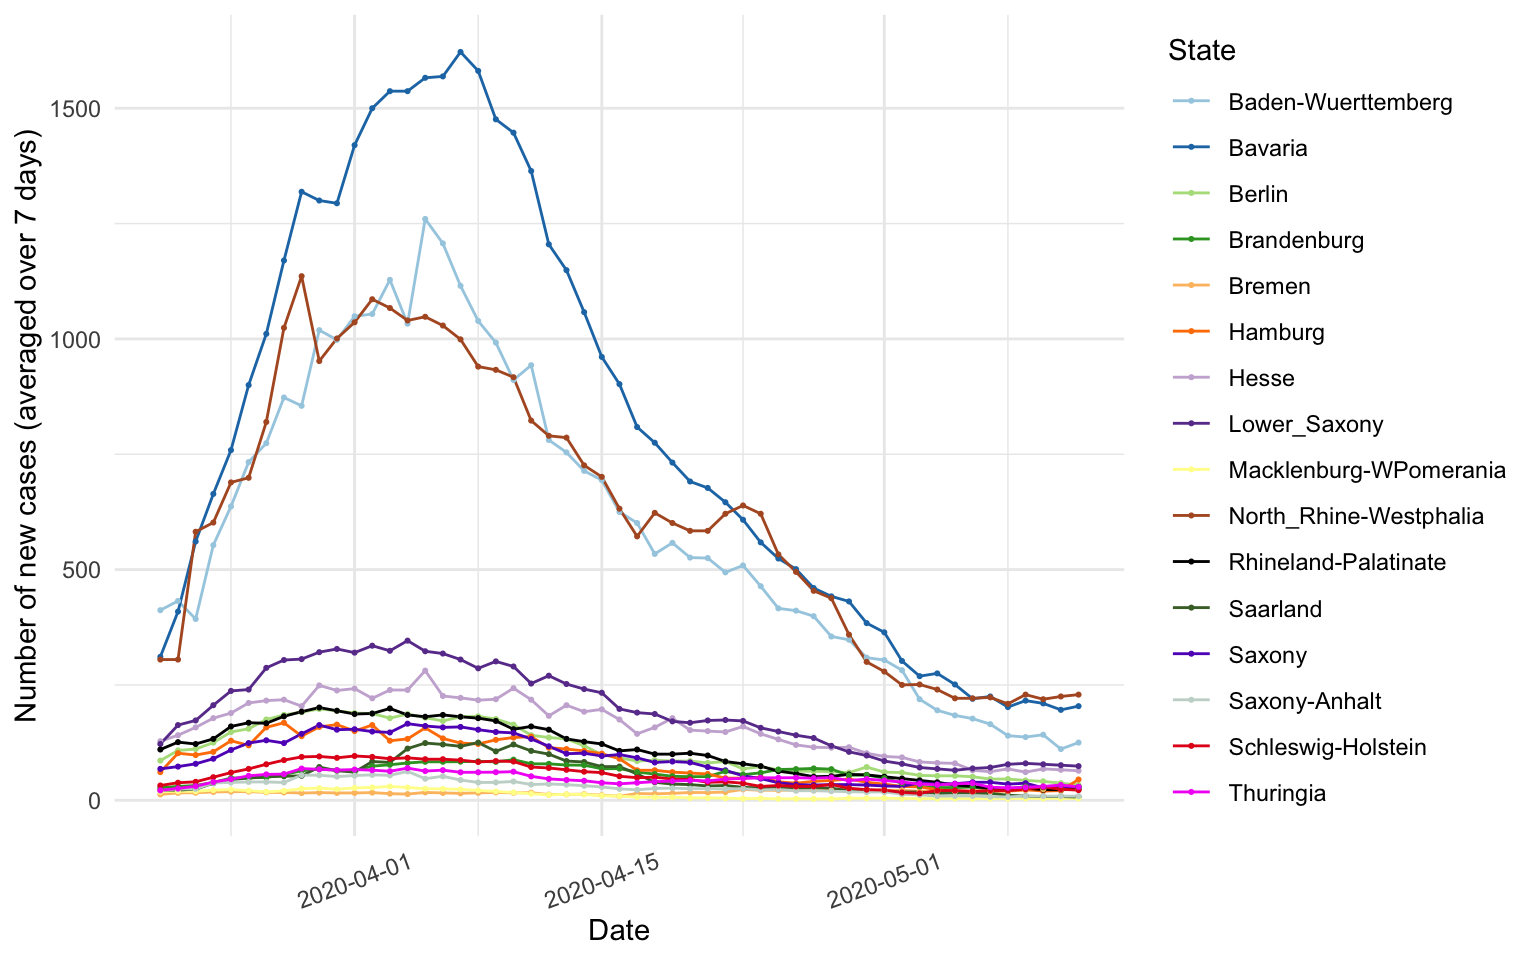 Number of new cases (averaged over 7 days)
1500
1000
500
0
2020-04-01
2020-04-15
2020-05-01
Date
State
Baden-Wuerttemberg
Bavaria
Berlin
Brandenburg
Bremen
Hamburg
Hesse
Lower_Saxony
Macklenburg-WPomerania
North_Rhine-Westphalia
Rhineland-Palatinate
Saarland
Saxony
Saxony-Anhalt
Schleswig-Holstein
Thuringia